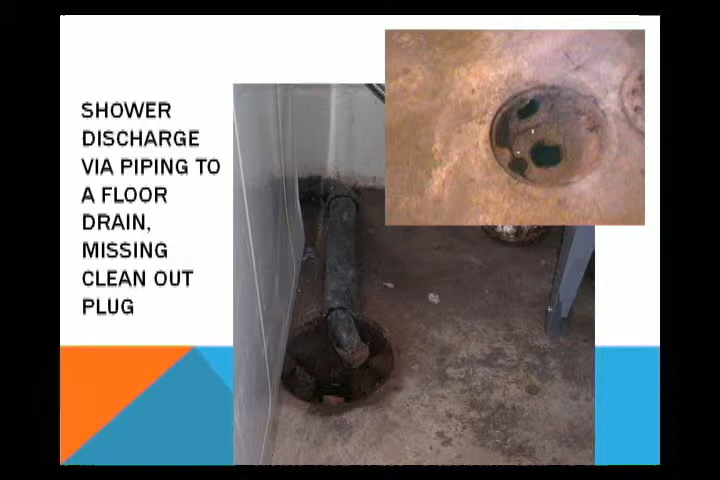 SHOWER
DISCHARGE
VIA PIPING TO
A FLOOR
DRAIN,
MISSING
CLEAN OUT
PLUG